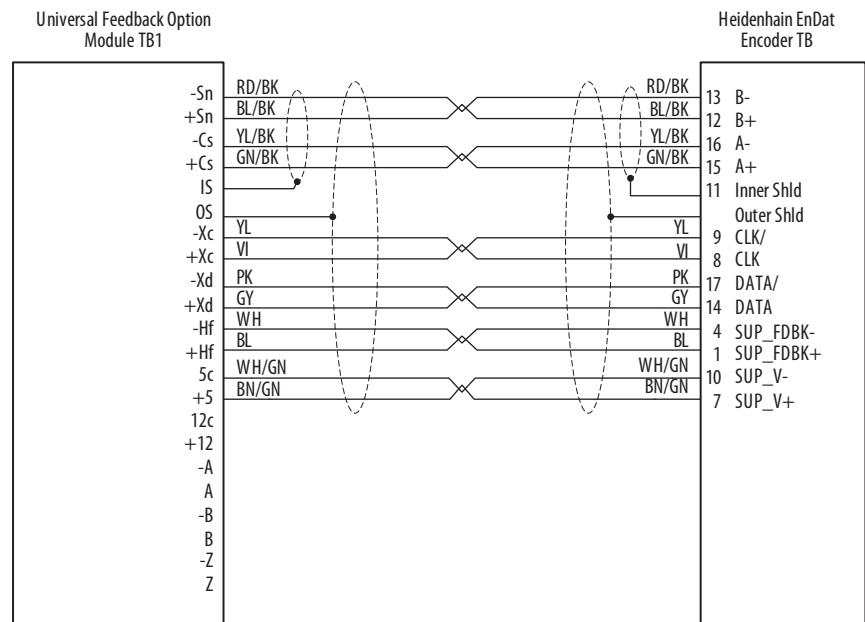 Universal Feedback Option
Module TB1
Heidenhain EnDat
Encoder TB
-Sn RD/BK RD/BK 13 B-
+Sn BL/BK BL/BK 12 B+
-Cs YL/BK YL/BK 16 A-
+Cs GN/BK GN/BK 15 A+
IS 11 Inner Shld
OS Outer Shld
-Xc YL YL 9 CLK/
+Xc VI VI 8 CLK
-Xd PK PK 17 DATA/
+Xd GY GY 14 DATA
-Hf WH WH 4 SUP_FDBK-
+Hf BL BL 1 SUP_FDBK+
5c WH/GN WH/GN 10 SUP_V-
+5 BN/GN BN/GN 7 SUP_V+
12c
+12
-A
A
-B
B
-Z
Z